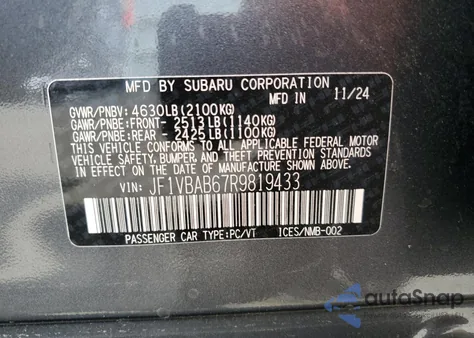 MFD BY SUBARU CORPORATION
GVWR/PNBV: 4630LB(2100KG) 11/24
GAWR/PNBE:FRONT- 2513LB(1140KG)
GAWR/PNBE:REAR - 2425LB(1100KG)
THIS VEHICLE CONFORMS TO ALL APPLICABLE FEDERAL MOTOR
VEHICLE SAFETY, BUMPER, AND THEFT PREVENTION STANDARDS
IN EFFECT ON THE DATE OF MANUFACTURE SHOWN ABOVE.
VIN: JF1VBAB67R9819433
PASSENGER CAR TYPE:PC/VT ICES/NMB-002
autoSnap